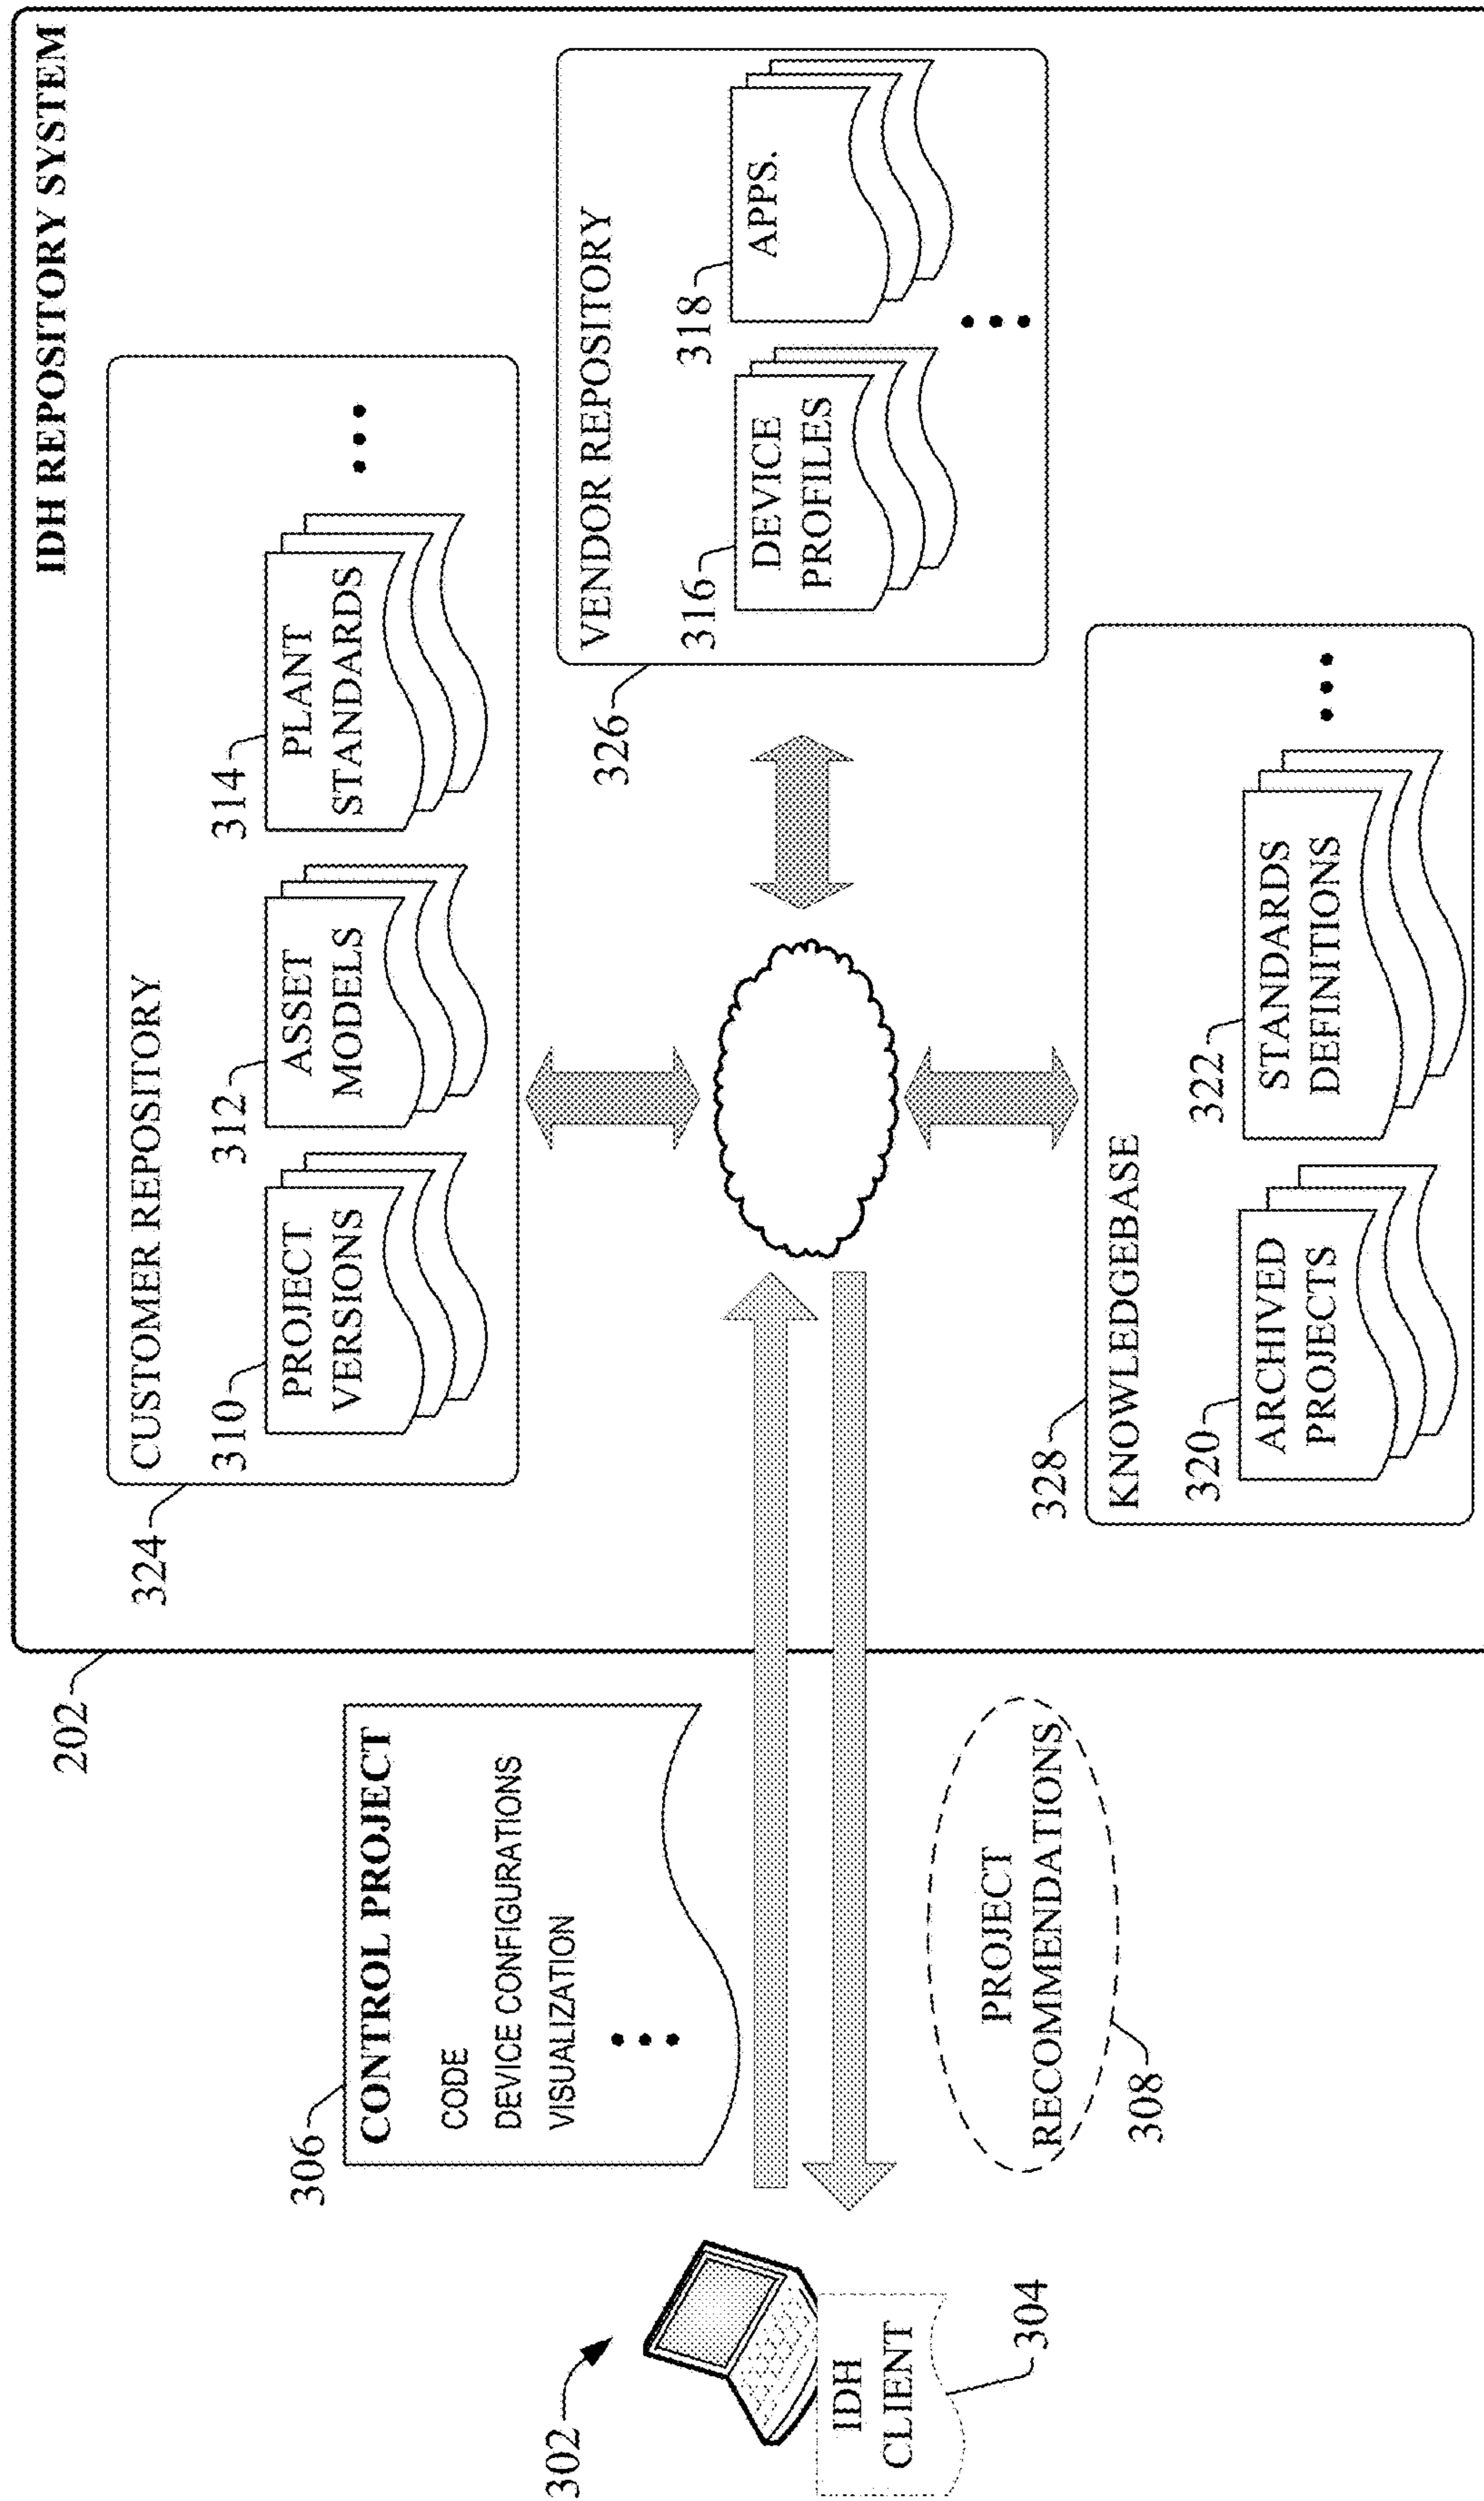 IDH REPOSITORY SYSTEM
202
CUSTOMER REPOSITORY
324
310
PROJECT
VERSIONS
312
ASSET
MODELS
314
PLANT
STANDARDS
•••
306
CONTROL PROJECT
CODE
DEVICE CONFIGURATIONS
VISUALIZATION
•••
302
IDH
CLIENT
304
PROJECT
RECOMMENDATIONS
308
VENDOR REPOSITORY
326
316
DEVICE
PROFILES
318
APPS.
•••
328
KNOWLEDGEBASE
320
ARCHIVED
PROJECTS
322
STANDARDS
DEFINITIONS
•••